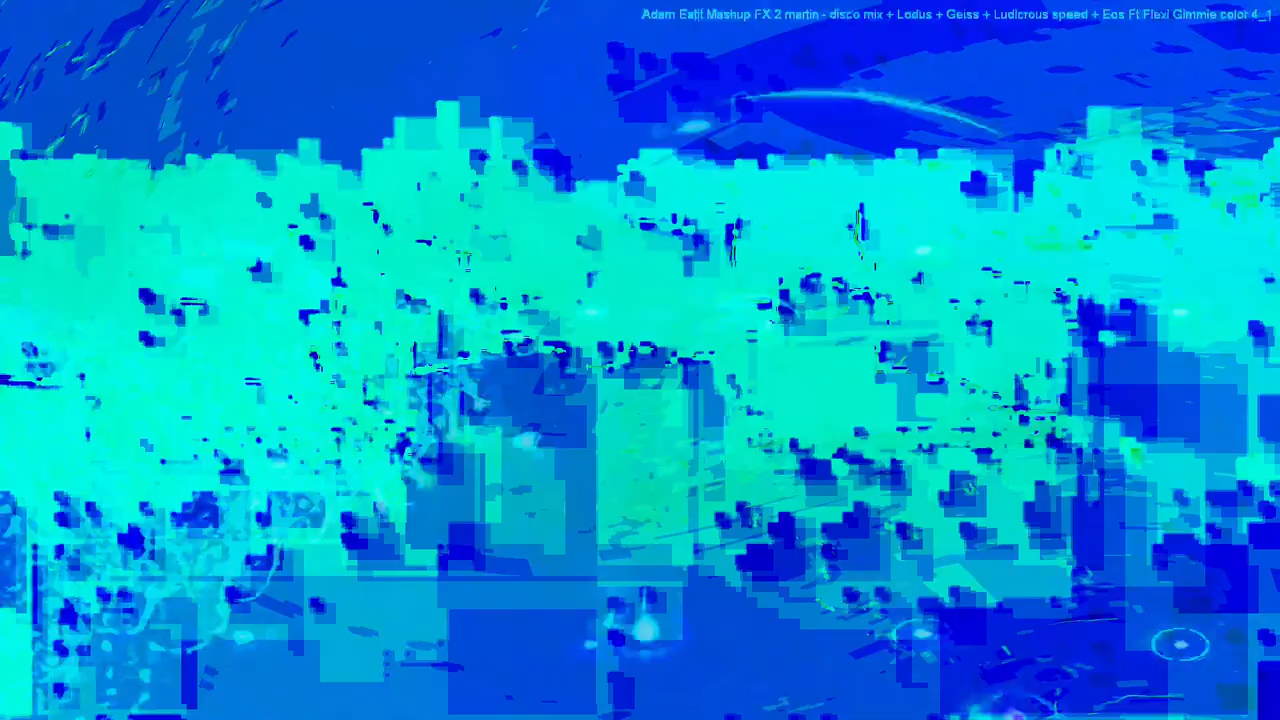 Adam Eatit Mashup FX 2 martin - disco mix + Lodus + Geiss + Ludicrous speed + Eos Ft Flexi Gimmie color 4_1